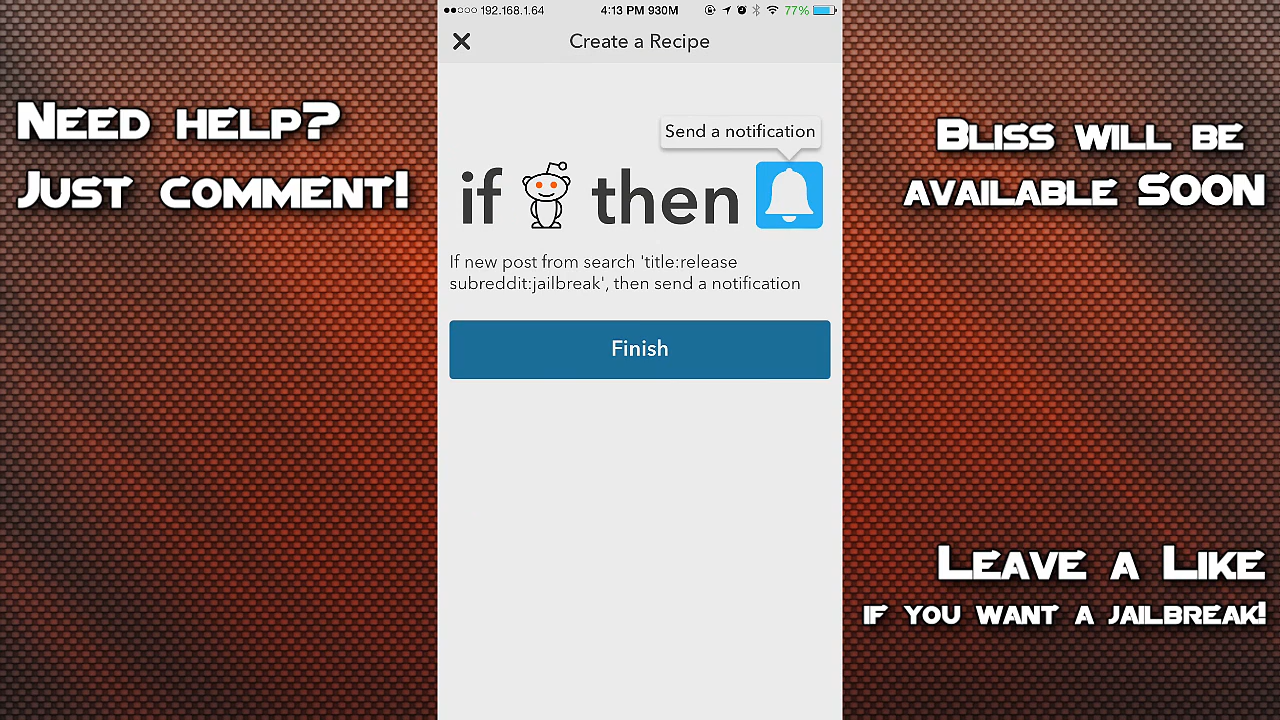 192.168.1.64 4:13 PM 930M 77%
Create a Recipe
Need help?
Just comment!
Send a notification
Bliss will be
available SOON
if then
If new post from search 'title:release
subreddit:jailbreak', then send a notification
Finish
Leave a Like
if you want a jailbreak!